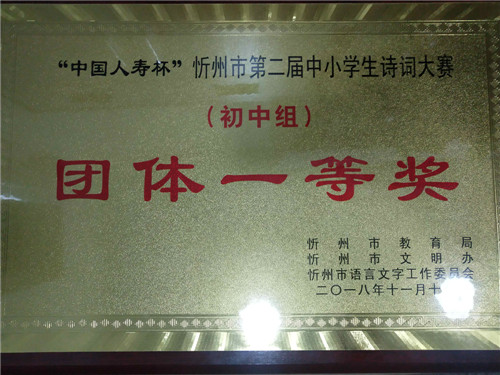 “中国人寿杯”忻州市第二届中小学生诗词大赛
（初中组）
团体一等奖
忻州市教育局
忻州市文明办
忻州市语言文字工作委员会
二〇一八年十一月十